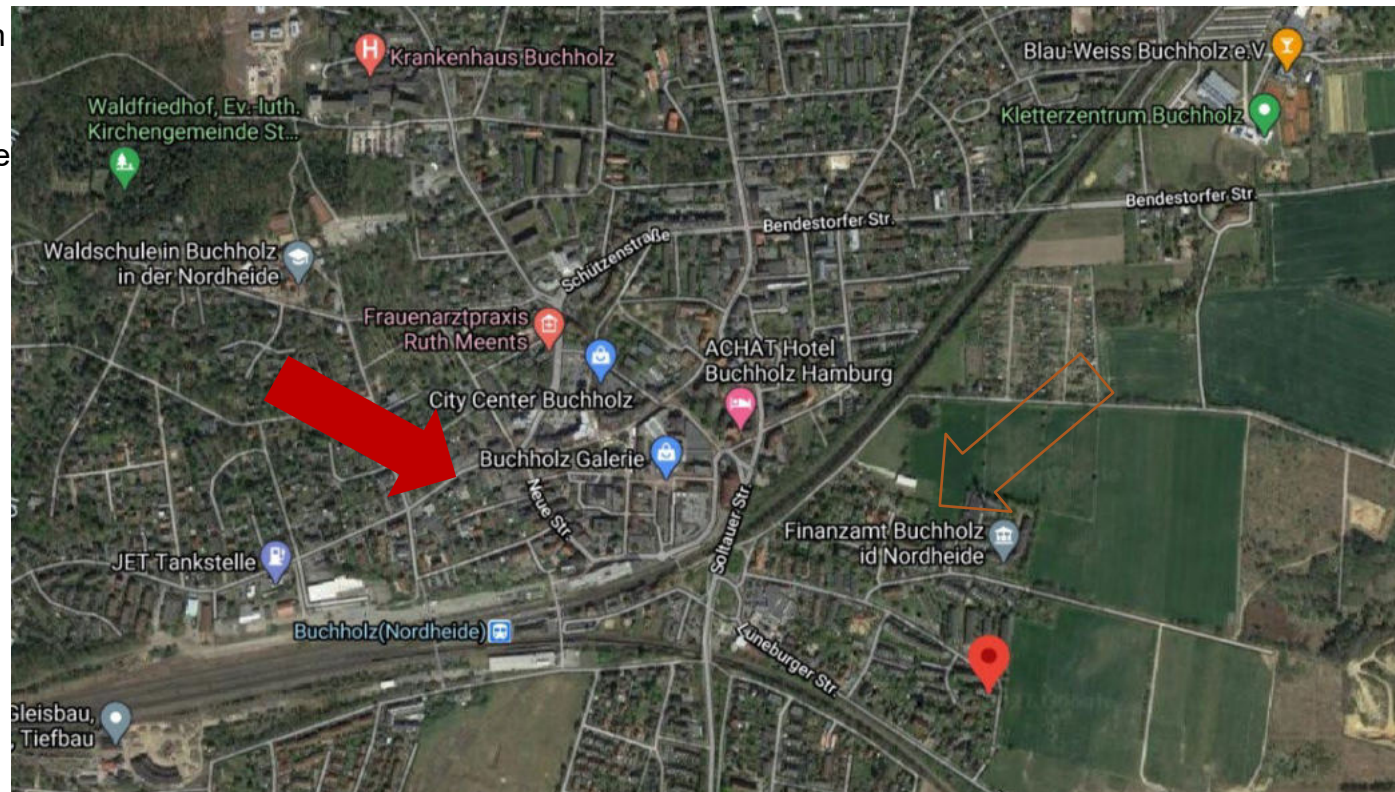 Krankenhaus Buchholz
Blau-Weiss Buchholz e.V
Waldfriedhof, Ev.-luth.
Kirchengemeinde St...
Kletterzentrum Buchholz
Bendestorfer Str.
Bendestorfer Str.
Schützenstraße
Waldschule in Buchholz
in der Nordheide
Frauenarztpraxis
Ruth Meents
ACHAT Hotel
Buchholz Hamburg
City Center Buchholz
Buchholz Galerie
Neue Str.
Soltauer Str.
Finanzamt Buchholz
id Nordheide
JET Tankstelle
Buchholz(Nordheide)
Lüneburger Str.
Gleisbau,
, Tiefbau